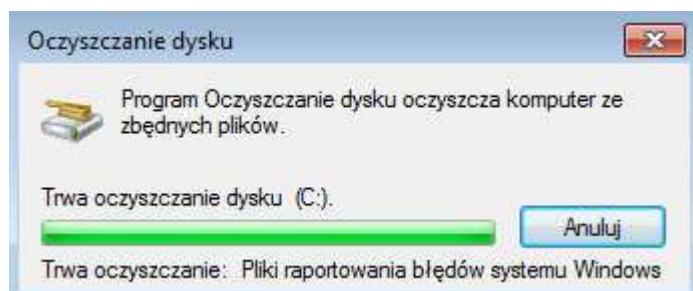 Oczyszczanie dysku
Program Oczyszczanie dysku oczyszcza komputer ze
zbędnych plików.
Trwa oczyszczanie dysku (C:).
Anuluj
Trwa oczyszczanie: Pliki raportowania błędów systemu Windows